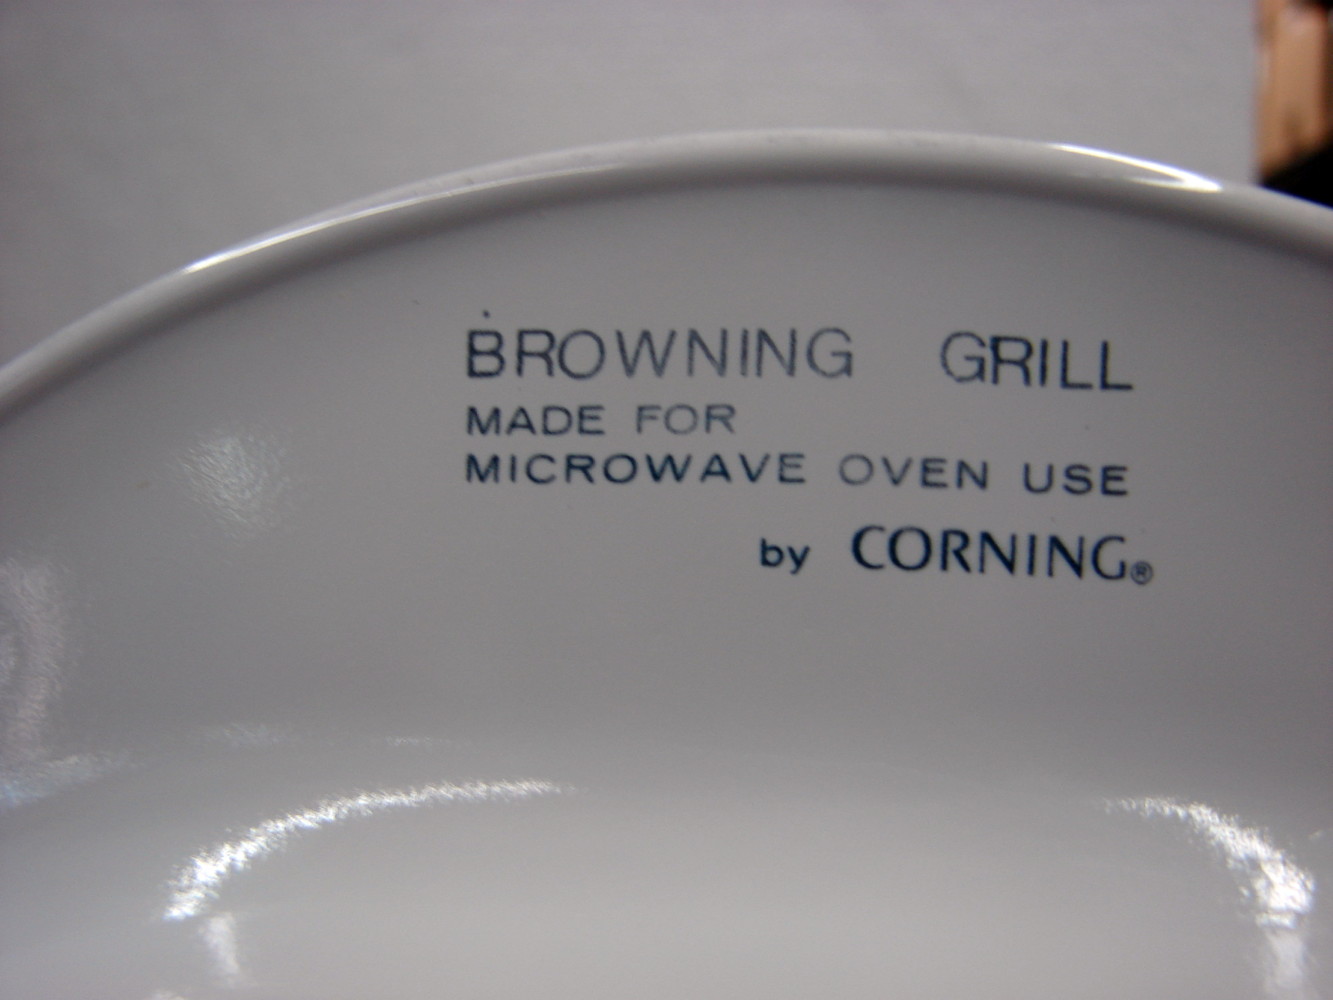 BROWNING GRILL
MADE FOR
MICROWAVE OVEN USE
by CORNING®